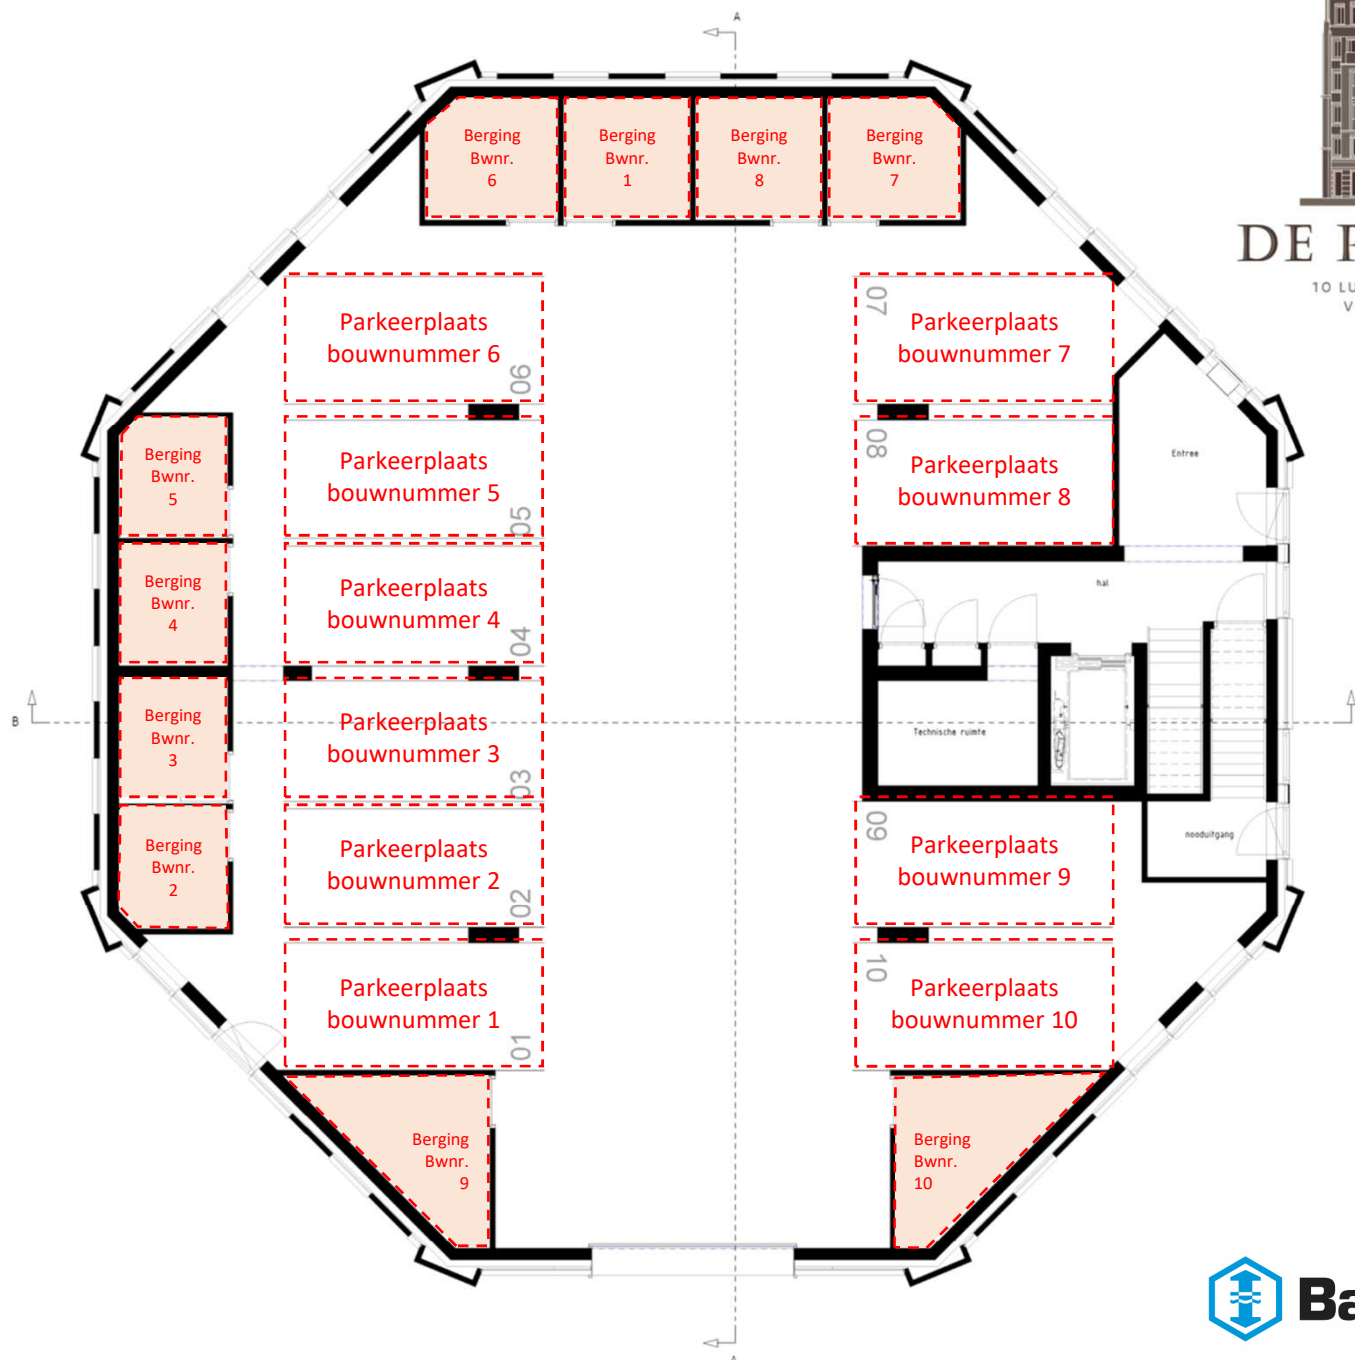 A
Berging
Bwnr.
6
Berging
Bwnr.
1
Berging
Bwnr.
8
Berging
Bwnr.
7
DE
10
V
Parkeerplaats
bouwnummer 6
06
07
Parkeerplaats
bouwnummer 7
Berging
Bwnr.
5
Parkeerplaats
bouwnummer 5
05
08
Parkeerplaats
bouwnummer 8
Entree
Berging
Bwnr.
4
Parkeerplaats
bouwnummer 4
04
hal
B
Berging
Bwnr.
3
Parkeerplaats
bouwnummer 3
03
Technische ruimte
Berging
Bwnr.
2
Parkeerplaats
bouwnummer 2
02
09
Parkeerplaats
bouwnummer 9
nooduitgang
Parkeerplaats
bouwnummer 1
01
10
Parkeerplaats
bouwnummer 10
Berging
Bwnr.
9
Berging
Bwnr.
10
Ba
A